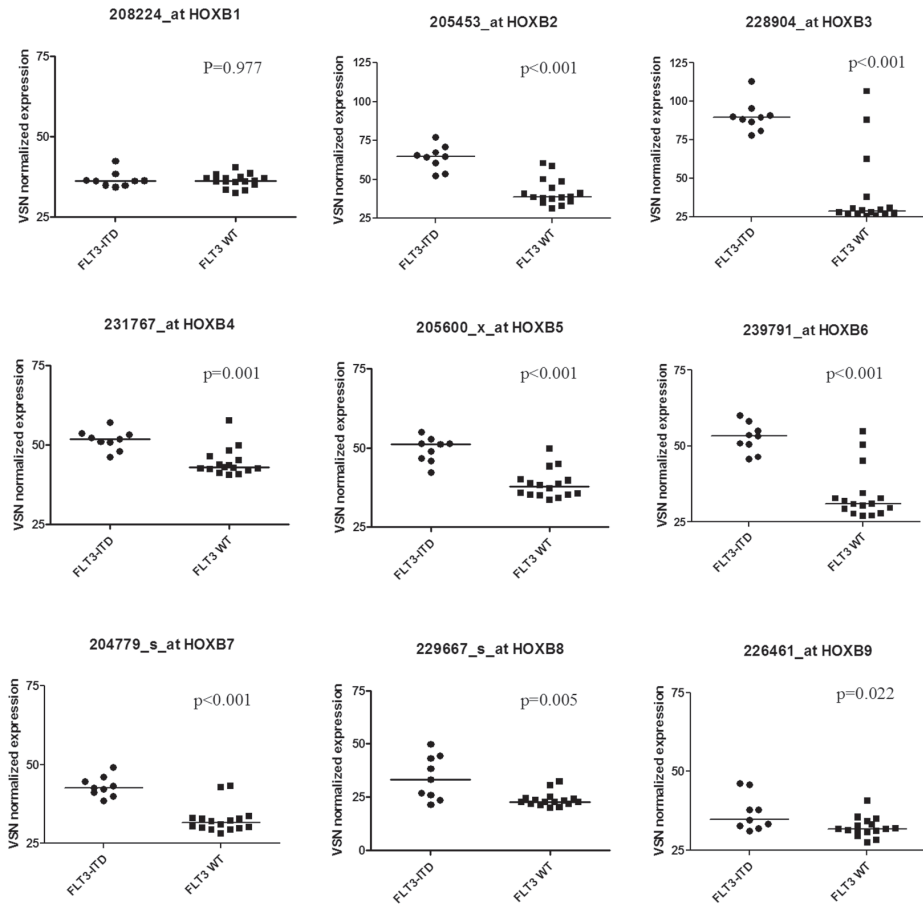 208224_at HOXB1
P=0.977
VSN normalized expression
75
50
25
FLT3-ITD
FLT3 WT
205453_at HOXB2
p<0.001
VSN normalized expression
125
100
75
50
25
FLT3-ITD
FLT3 WT
228904_at HOXB3
p<0.001
VSN normalized expression
125
100
75
50
25
FLT3-ITD
FLT3 WT
231767_at HOXB4
p=0.001
VSN normalized expression
75
50
25
FLT3-ITD
FLT3 WT
205600_x_at HOXB5
p<0.001
VSN normalized expression
75
50
25
FLT3-ITD
FLT3 WT
239791_at HOXB6
p<0.001
VSN normalized expression
75
50
25
FLT3-ITD
FLT3 WT
204779_s_at HOXB7
p<0.001
VSN normalized expression
75
50
25
FLT3-ITD
FLT3 WT
229667_s_at HOXB8
p=0.005
VSN normalized expression
75
50
25
0
FLT3-ITD
FLT3 WT
226461_at HOXB9
p=0.022
VSN normalized expression
75
50
25
FLT3-ITD
FLT3 WT